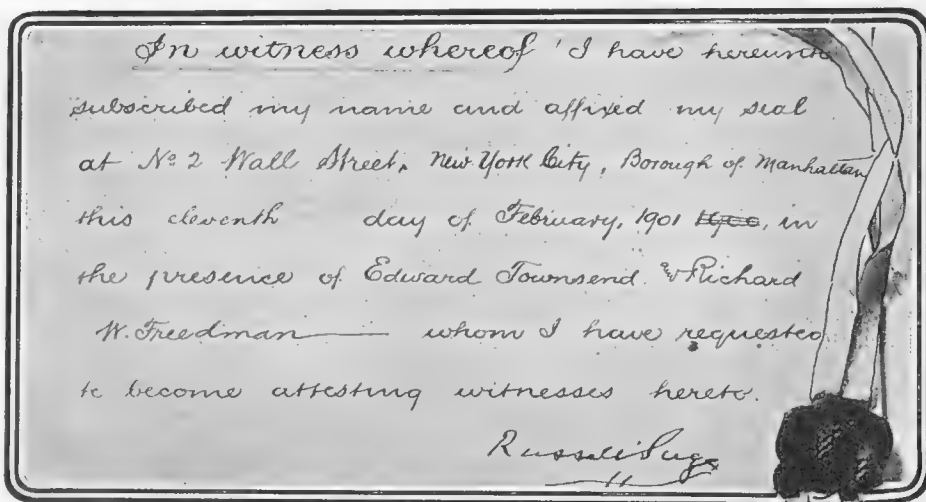 In witness whereof I have hereunto
subscribed my name and affixed my seal
at No 2 Wall Street, New York City, Borough of Manhattan
this eleventh day of February, 1901 1900, in
the presence of Edward Townsend & Richard
W. Freedman whom I have requested
to become attesting witnesses hereto.
Russell Sage